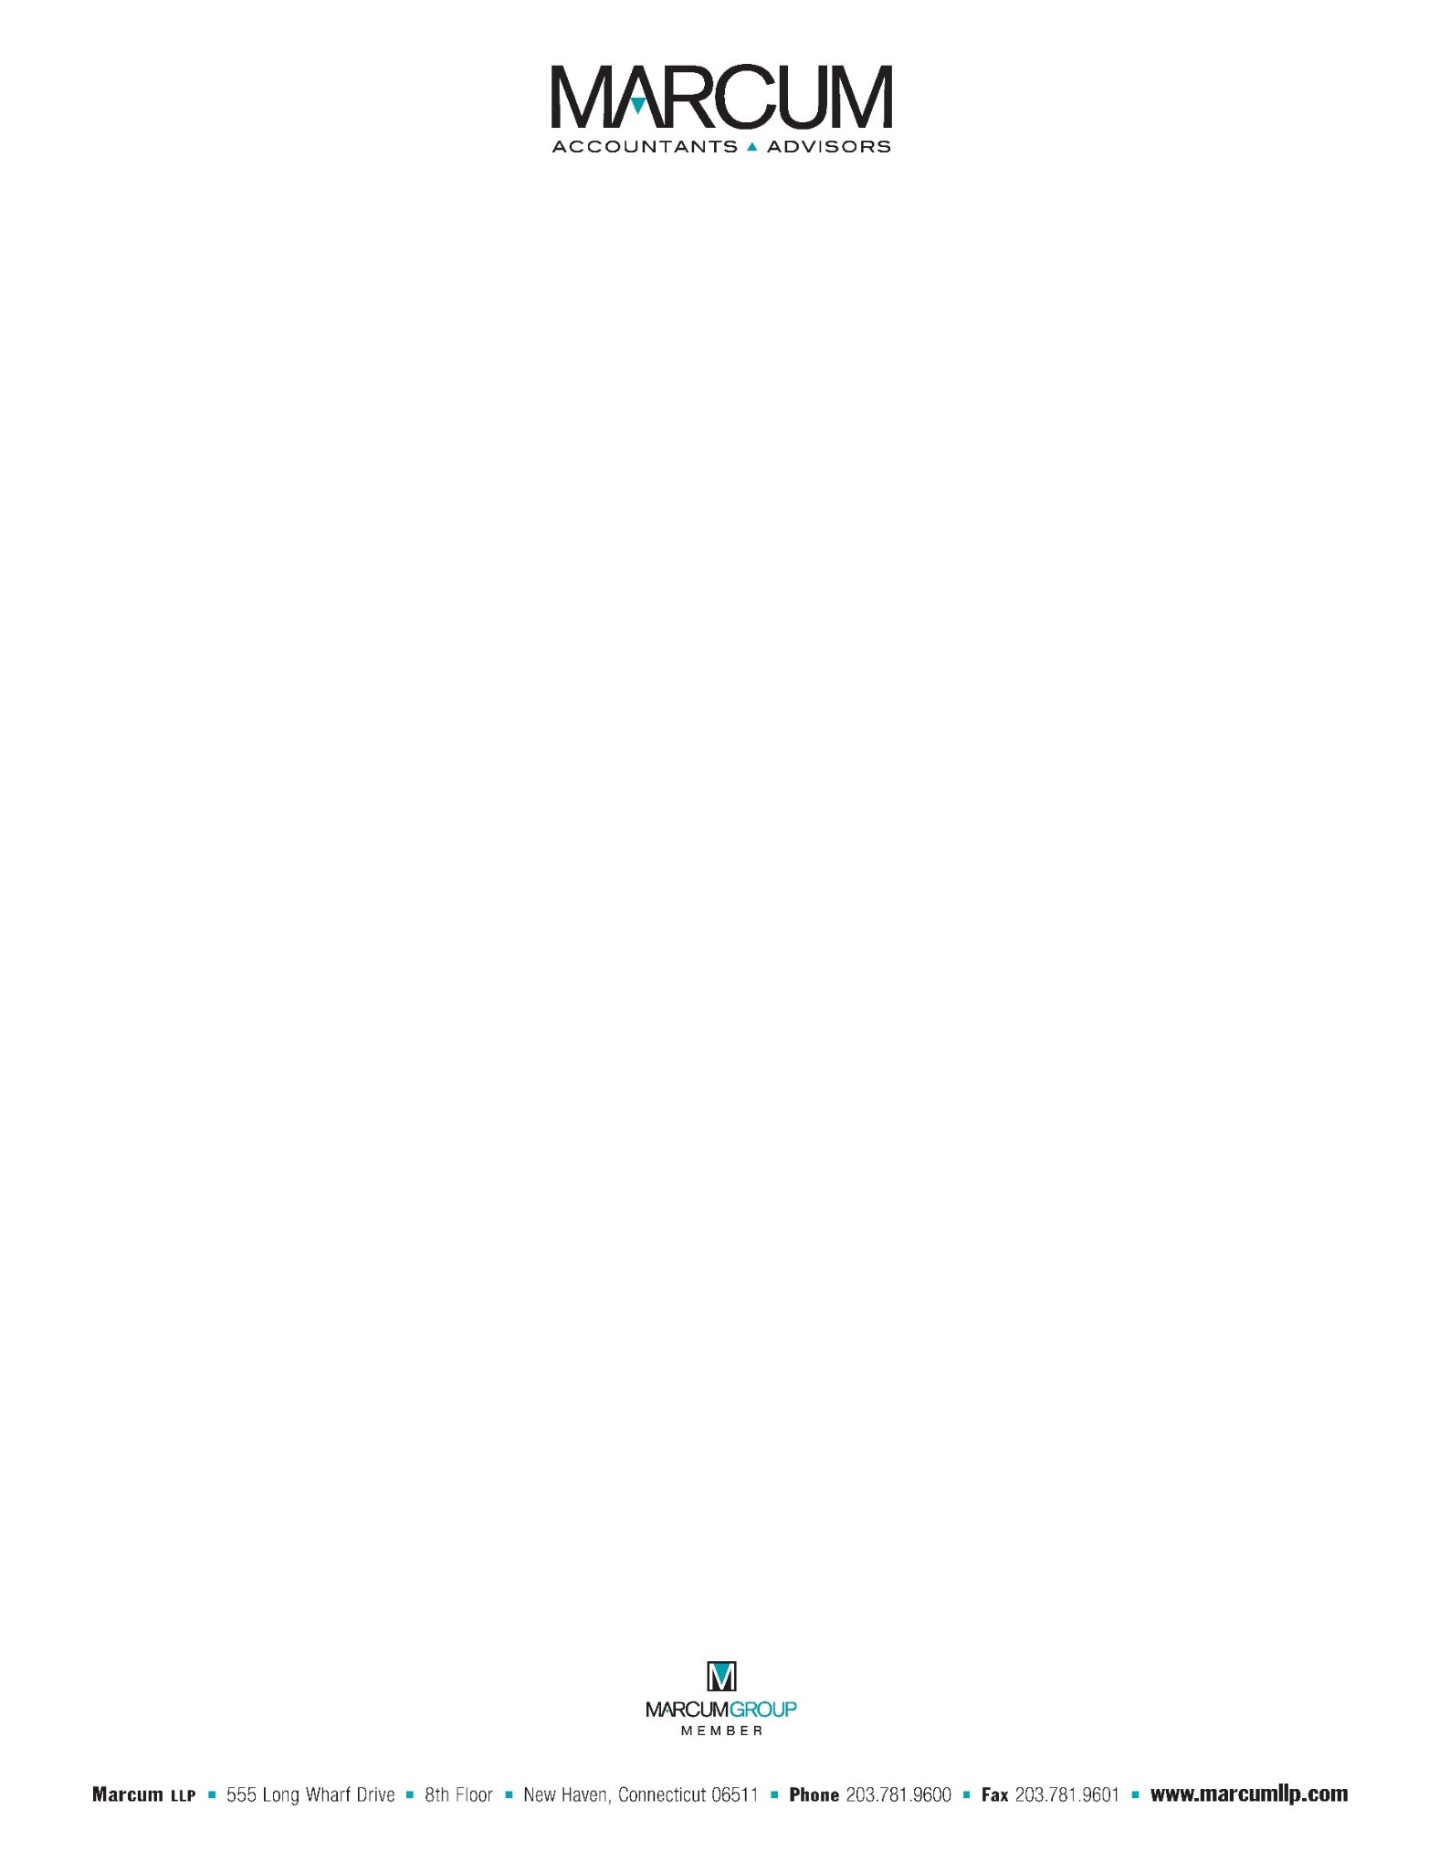 MARCUM
ACCOUNTANTS ▲ ADVISORS
M
MARCUMGROUP
MEMBER
Marcum LLP ■ 555 Long Wharf Drive ■ 8th Floor ■ New Haven, Connecticut 06511 ■ Phone 203.781.9600 ■ Fax 203.781.9601 ■ www.marcumllp.com